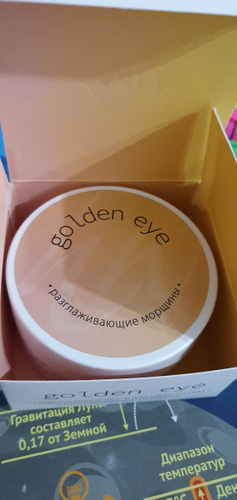 golden eye
• разглаживающие морщины •
golden eye
Гравитация Луны
составляет
0,17 от Земной
Диапазон
температур